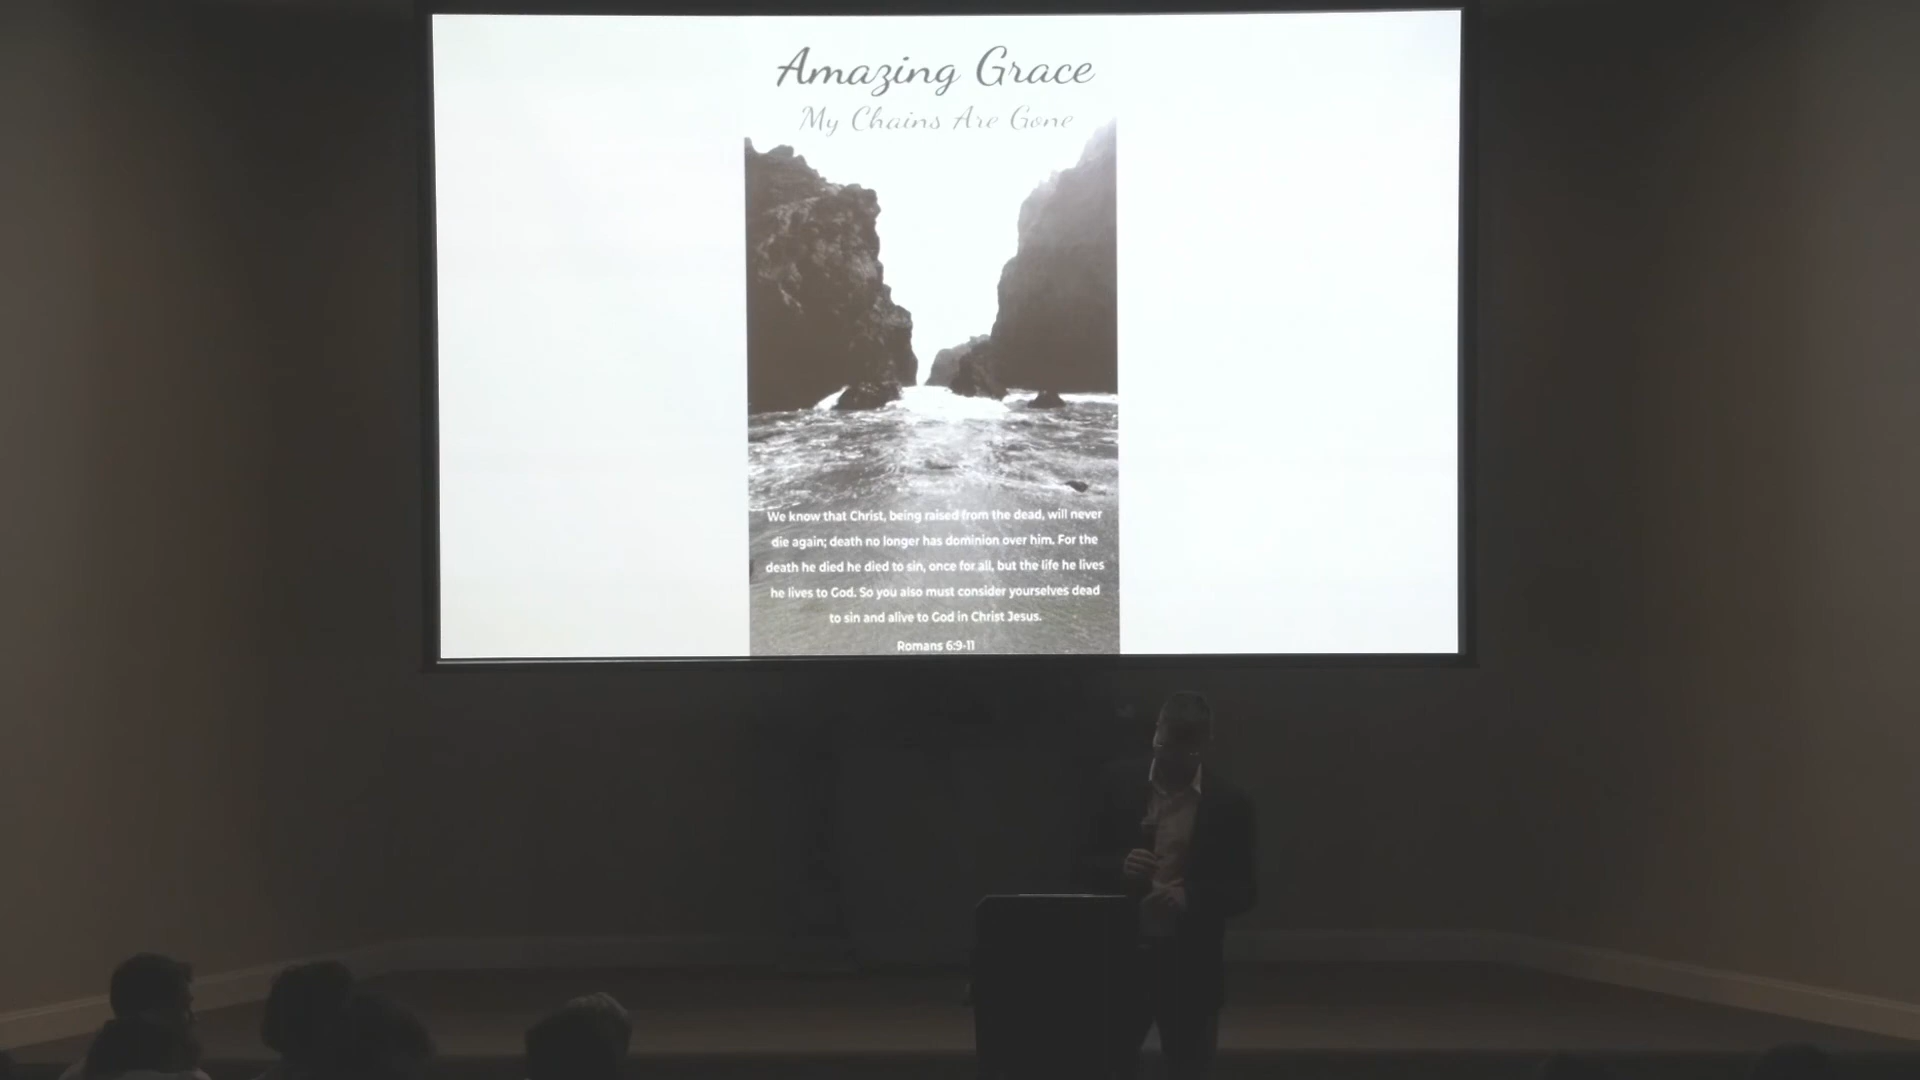 Amazing Grace
My Chains Are Gone
We know that Christ, being raised from the dead, will never
die again; death no longer has dominion over him. For the
death he died he died to sin, once for all, but the life he lives
he lives to God. So you also must consider yourselves dead
to sin and alive to God in Christ Jesus.
Romans 6:9-11